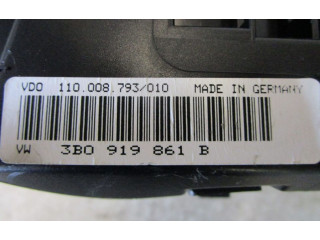 VDO 110.008.793/010 MADE IN GERMANY
VW 3B0 919 861 B